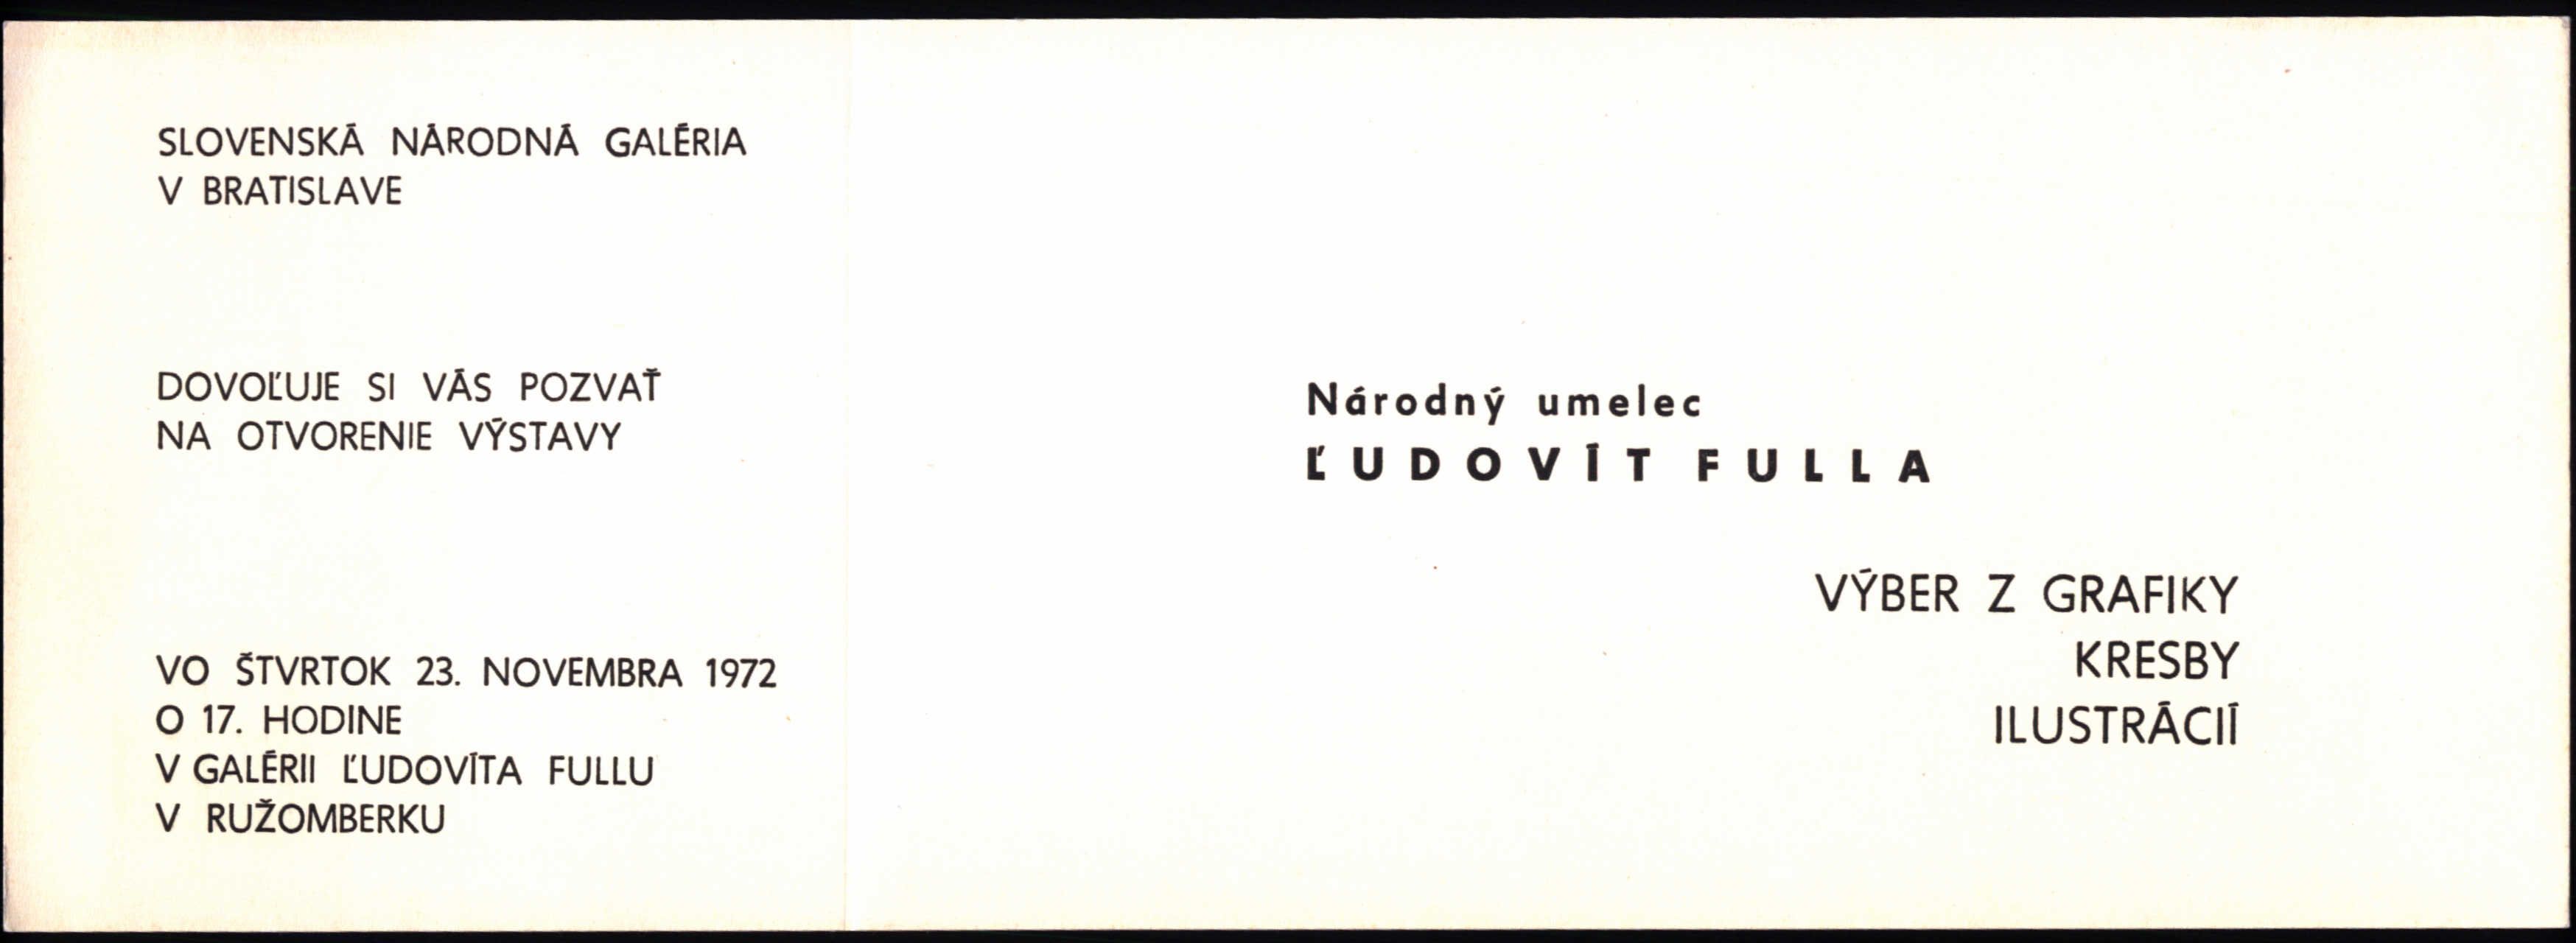 SLOVENSKÁ NÁRODNÁ GALÉRIA
V BRATISLAVE
DOVOĽUJE SI VÁS POZVAŤ
NA OTVORENIE VÝSTAVY
VO ŠTVRTOK 23. NOVEMBRA 1972
O 17. HODINE
V GALÉRII ĽUDOVÍTA FULLU
V RUŽOMBERKU
Národný umelec
ĽUDOVÍT FULLA
VÝBER Z GRAFIKY
KRESBY
ILUSTRÁCIÍ